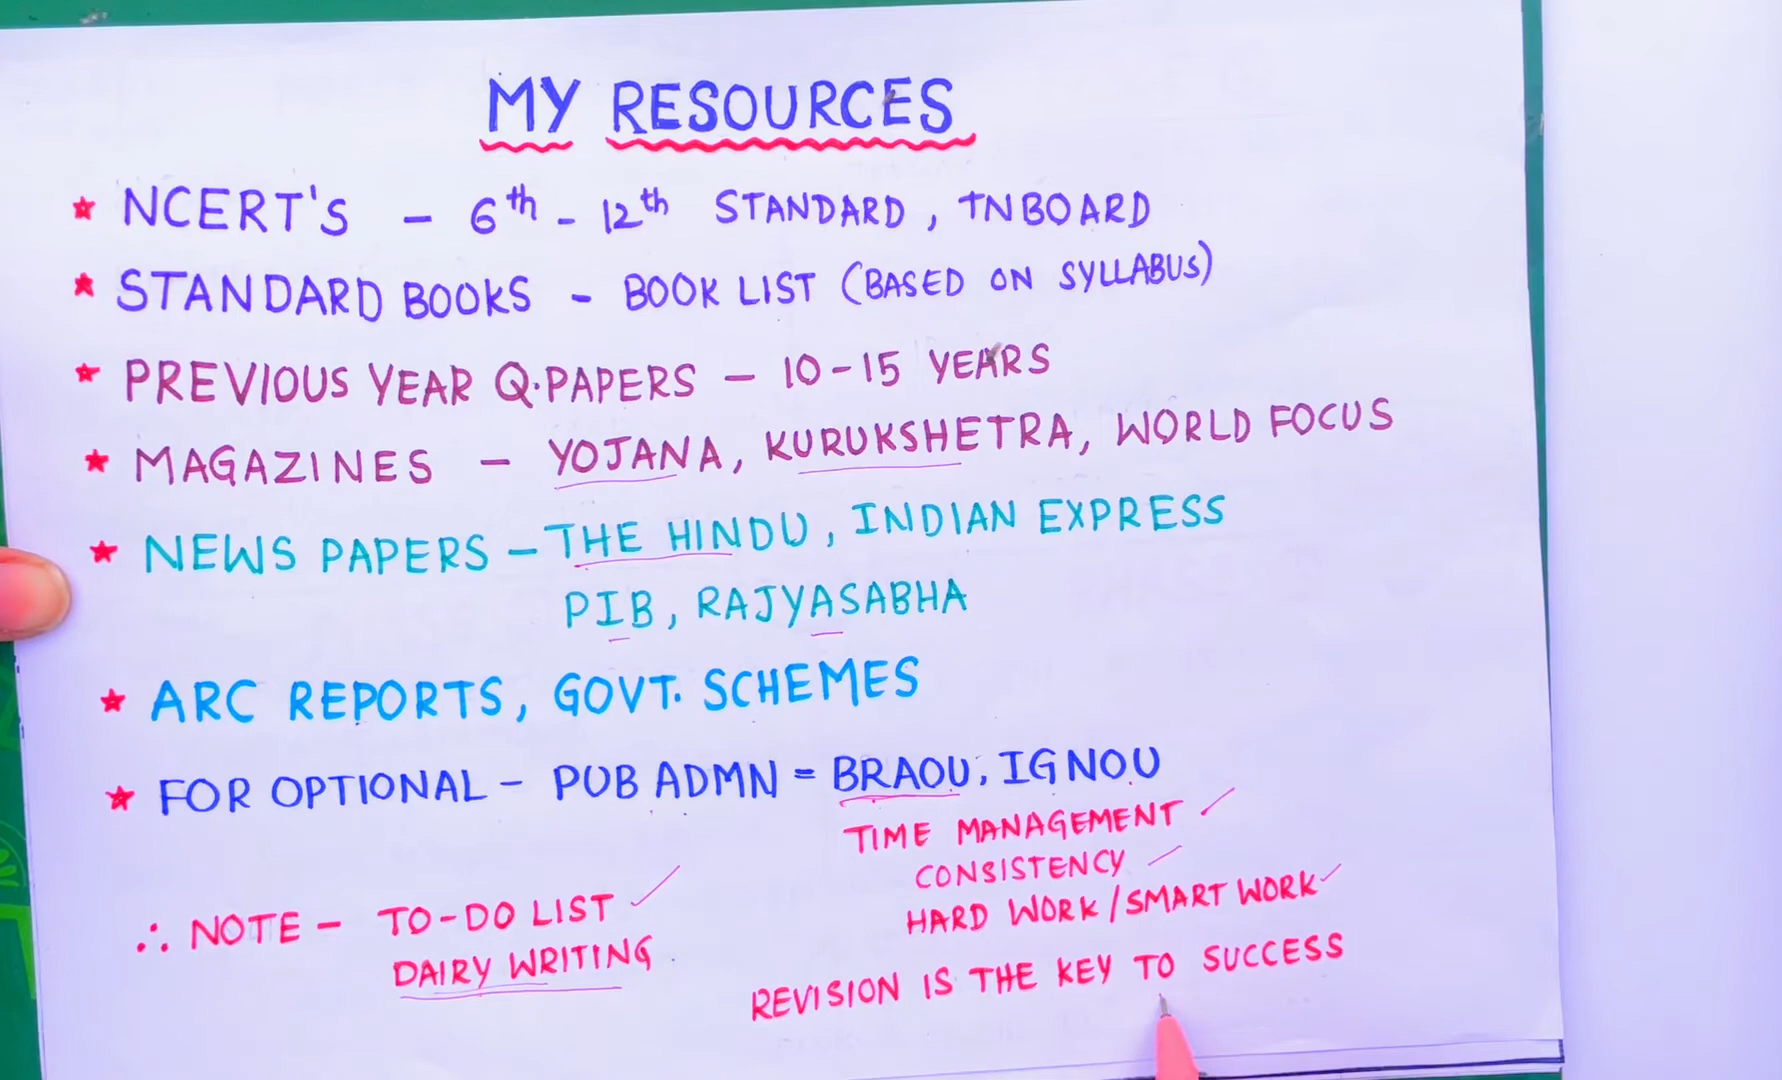 MY RESOURCES
★ NCERT'S - 6th - 12th STANDARD, TNBOARD
★ STANDARD BOOKS - BOOK LIST (BASED ON SYLLABUS)
★ PREVIOUS YEAR Q.PAPERS - 10-15 YEARS
★ MAGAZINES - YOJANA, KURUKSHETRA, WORLD FOCUS
★ NEWS PAPERS - THE HINDU, INDIAN EXPRESS
PIB, RAJYASABHA
★ ARC REPORTS, GOVT. SCHEMES
★ FOR OPTIONAL - PUB ADMN = BRAOU, IGNOU
TIME MANAGEMENT ✓
CONSISTENCY ✓
HARD WORK/SMART WORK ✓
∴ NOTE - TO-DO LIST ✓
DAIRY WRITING.
REVISION IS THE KEY TO SUCCESS